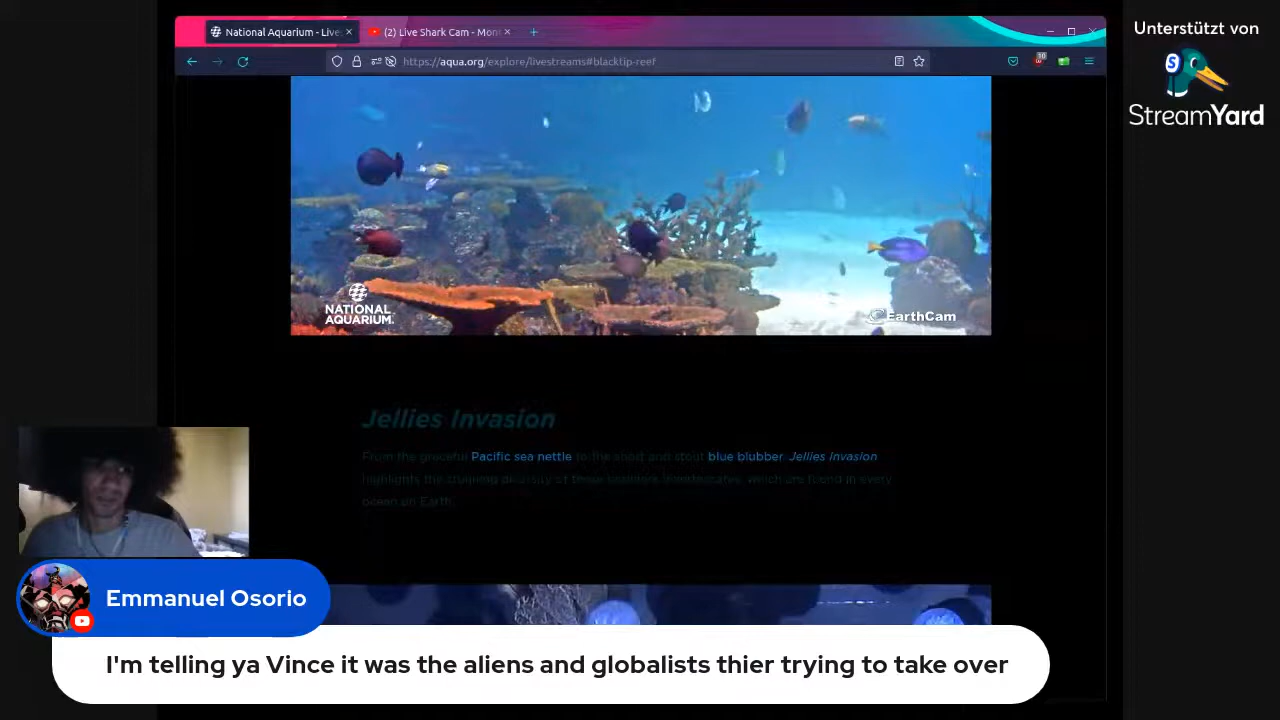 National Aquarium - Live
(2) Live Shark Cam - Mont
https://aqua.org/explore/livestreams#blacktip-reef
Unterstützt von
StreamYard
NATIONAL
AQUARIUM
EarthCam
Jellies Invasion
From the graceful Pacific sea nettle to the short and stout blue blubber, Jellies Invasion
highlights the stunning diversity of these aquatic invertebrates, which are found in every
ocean on Earth.
Emmanuel Osorio
I'm telling ya Vince it was the aliens and globalists thier trying to take over